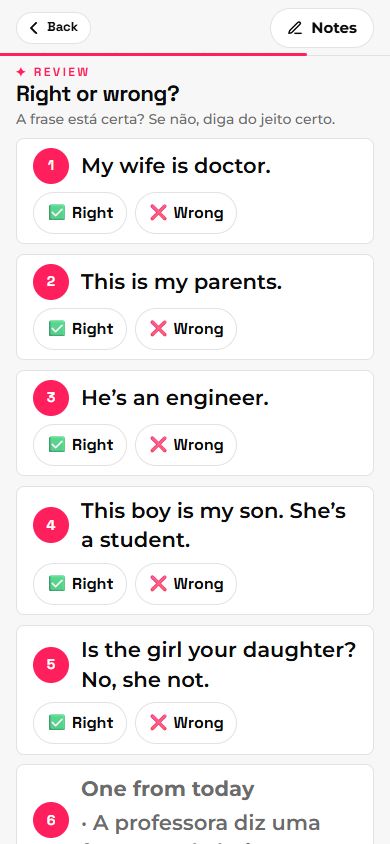 Back
Notes
REVIEW
Right or wrong?
A frase está certa? Se não, diga do jeito certo.
1 My wife is doctor.
Right Wrong
2 This is my parents.
Right Wrong
3 He’s an engineer.
Right Wrong
4 This boy is my son. She’s
a student.
Right Wrong
5 Is the girl your daughter?
No, she not.
Right Wrong
One from today
6 · A professora diz uma